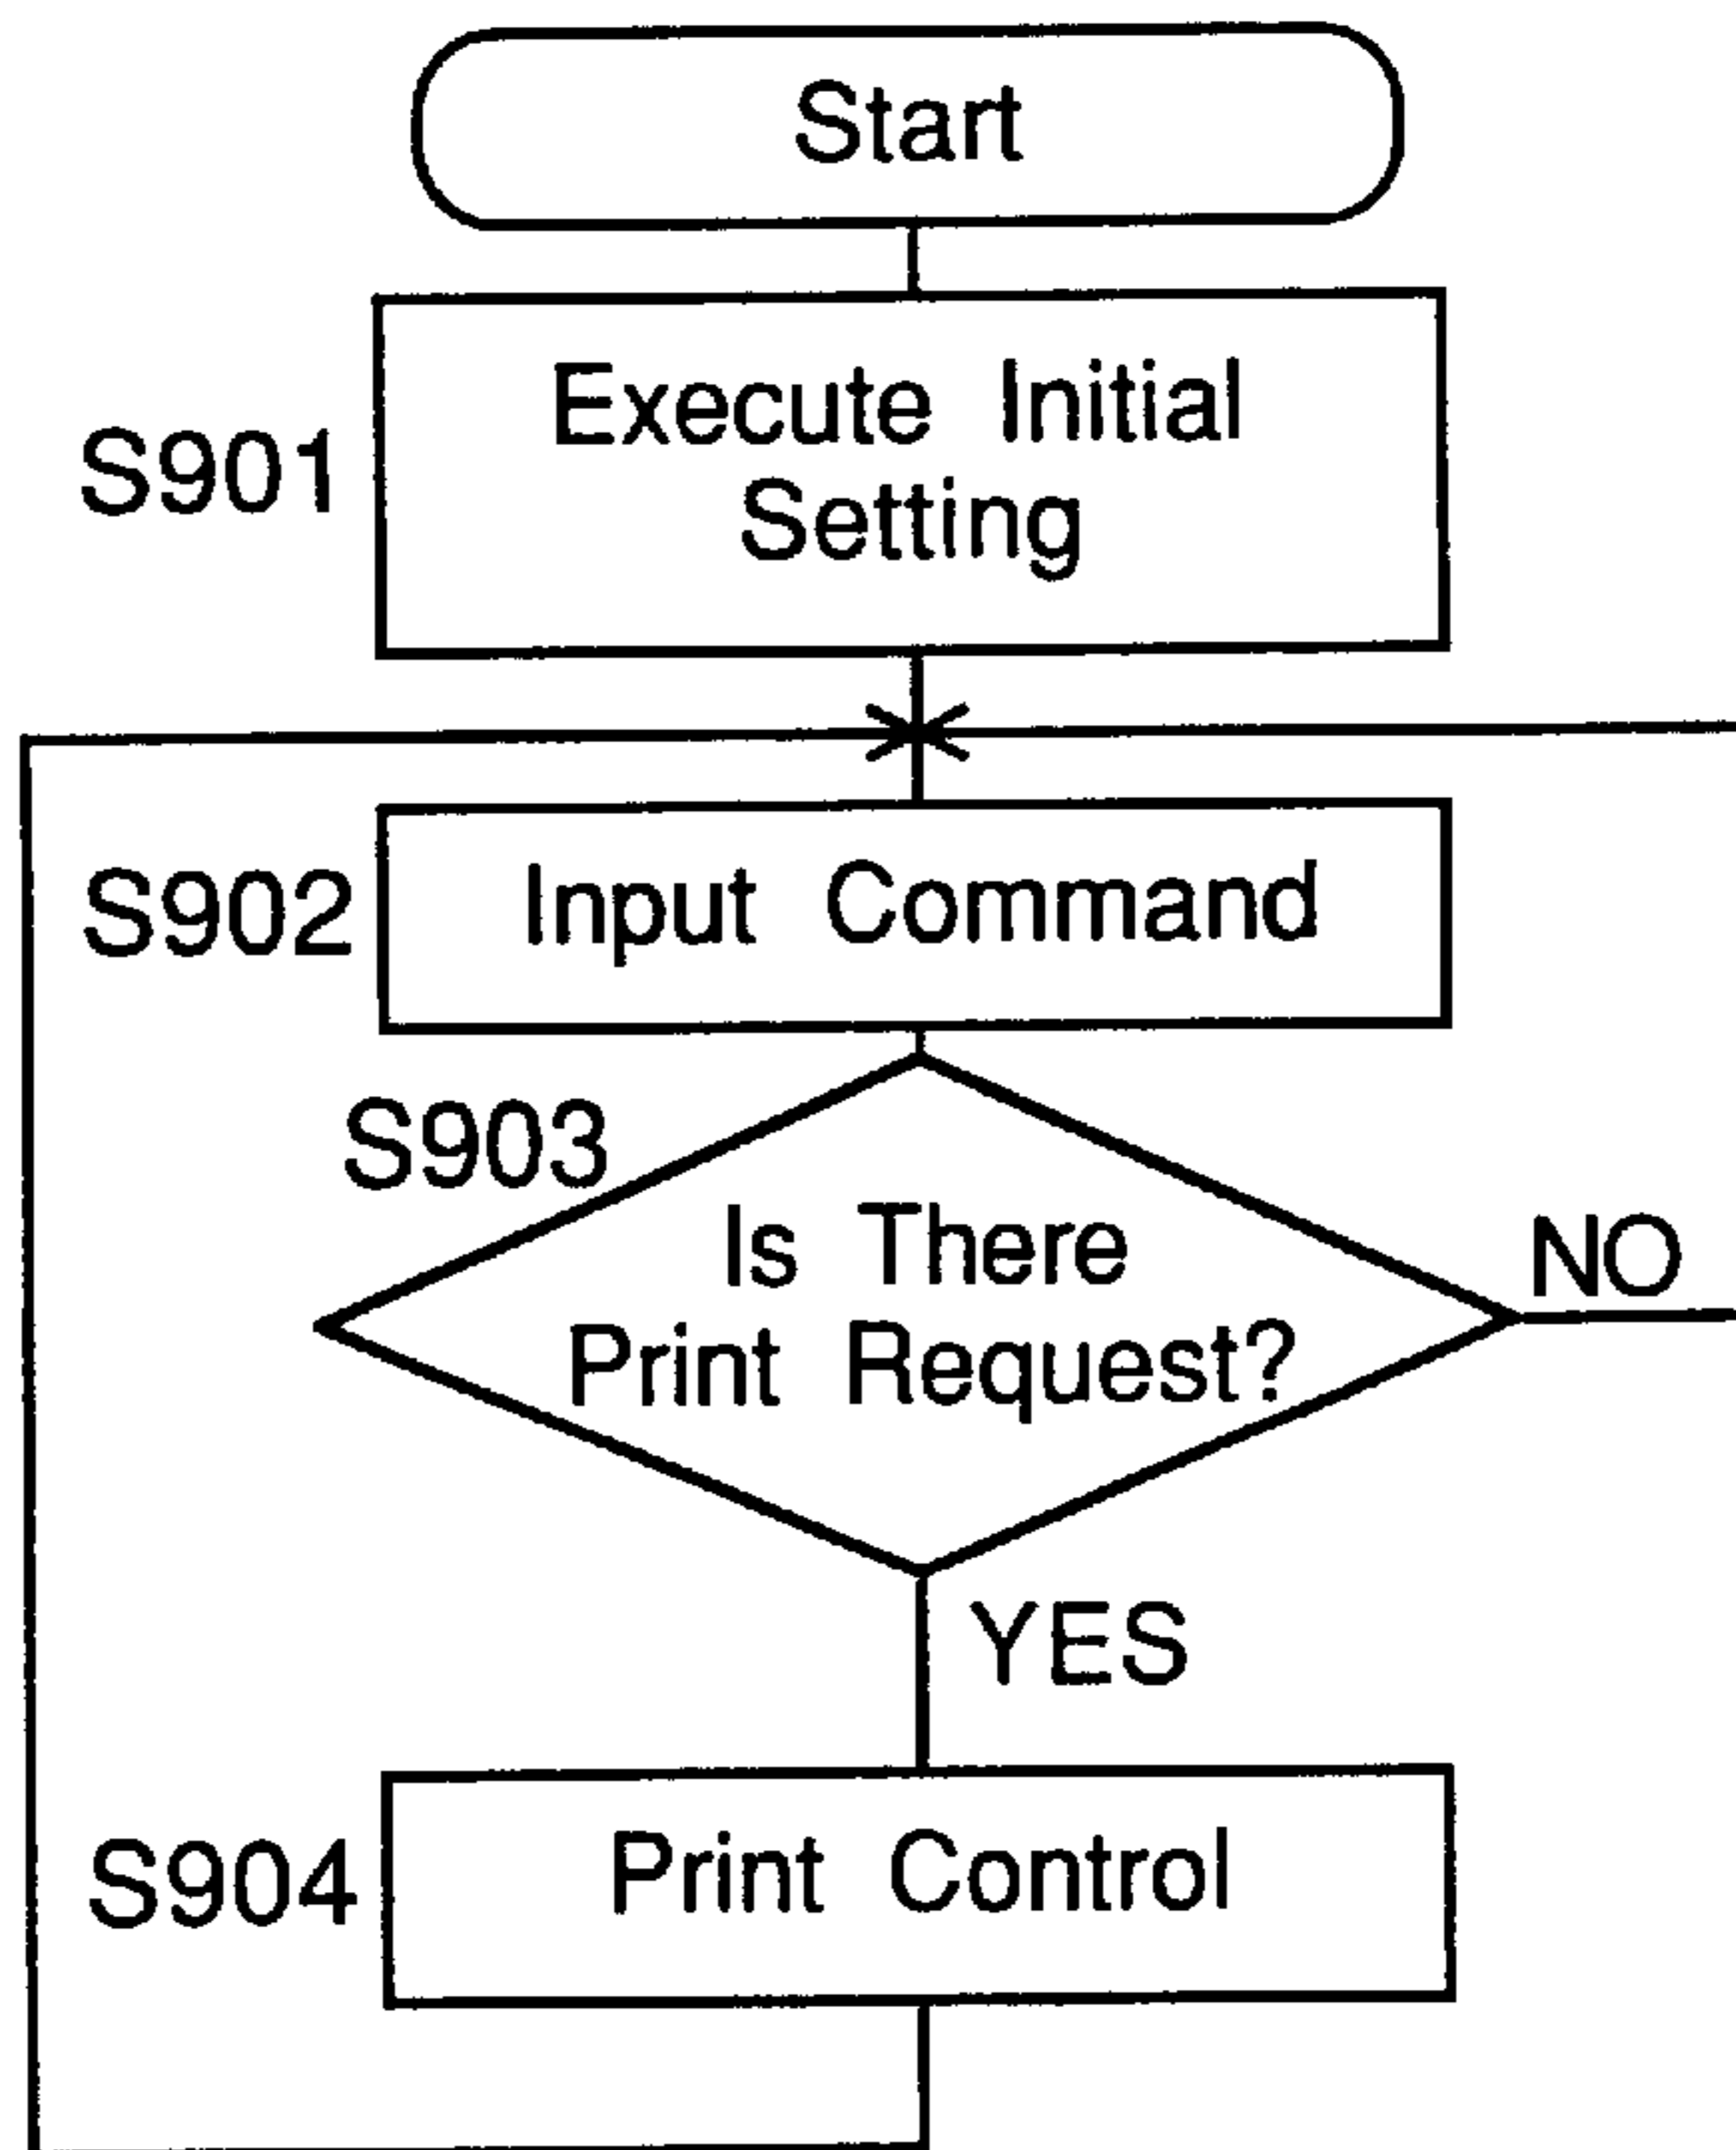 Start
S901
Execute Initial
Setting
S902
Input Command
S903
Is There
Print Request?
NO
YES
S904
Print Control